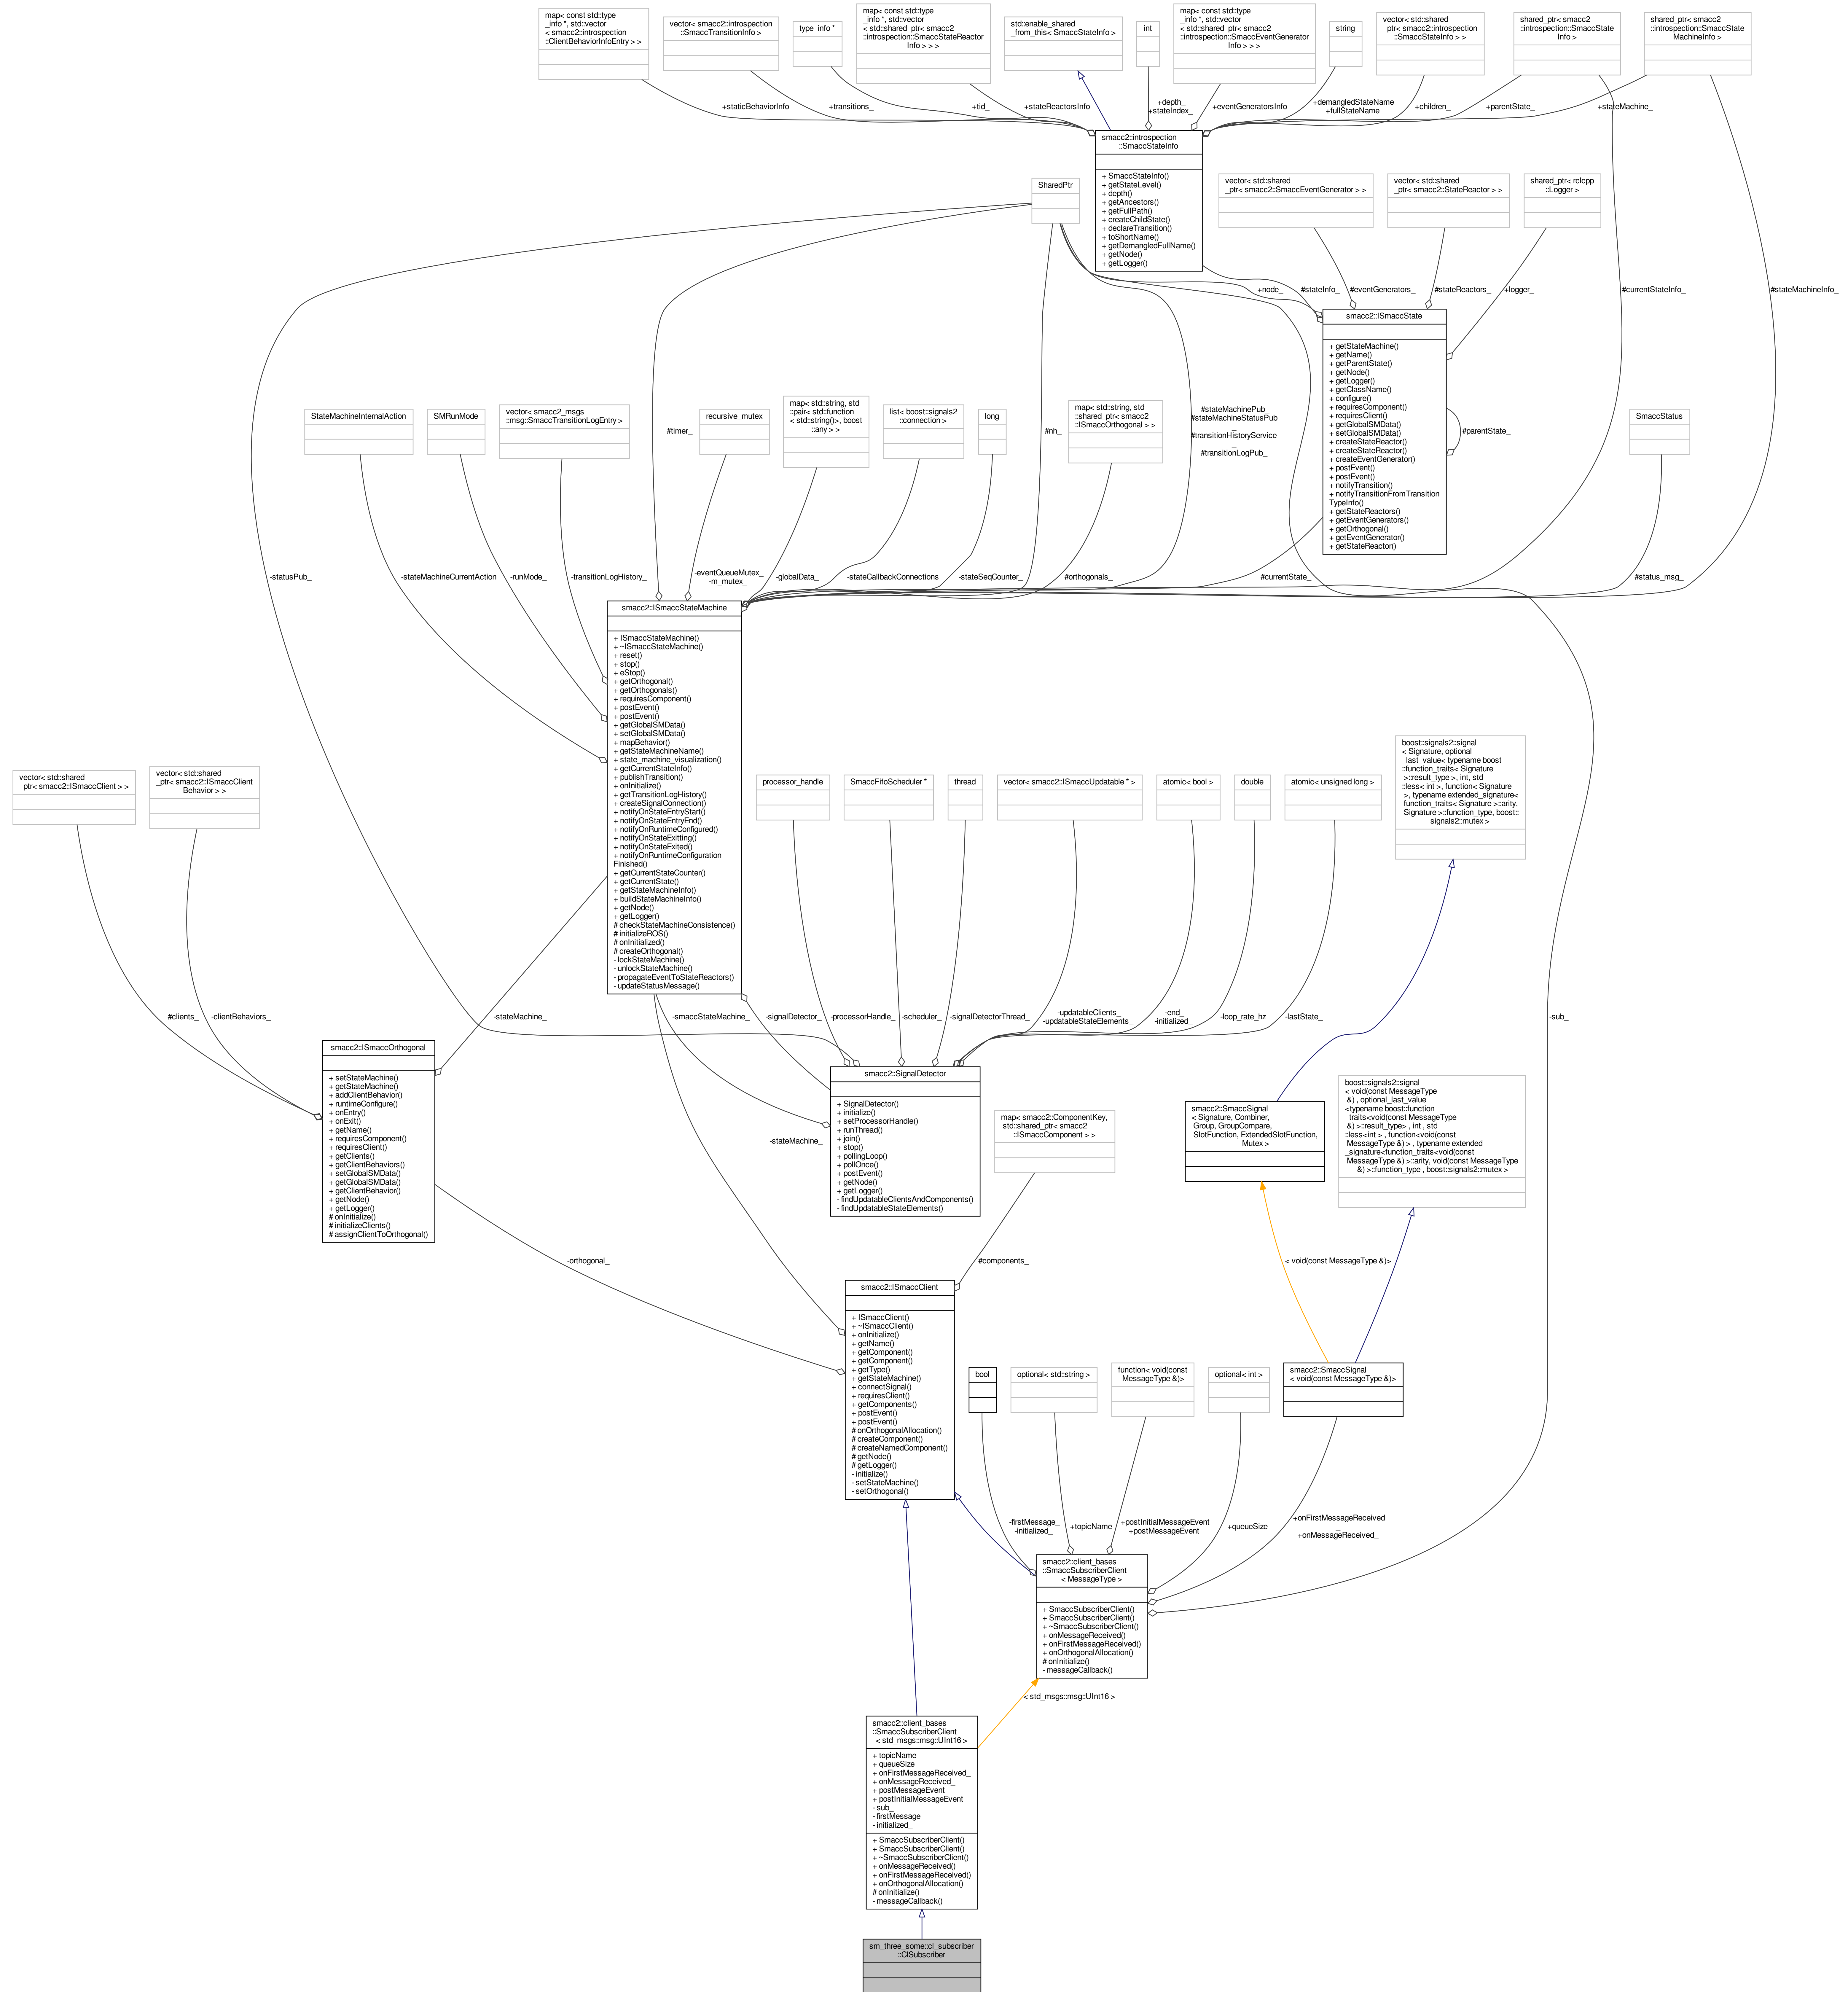 map< const std::type
_info *, std::vector
< smacc2::introspection
::ClientBehaviorInfoEntry > >
vector< smacc2::introspection
::SmaccTransitionInfo >
type_info *
map< const std::type
_info *, std::vector
< std::shared_ptr< smacc2
::introspection::SmaccStateReactor
Info > > >
std::enable_shared
_from_this< SmaccStateInfo >
int
map< const std::type
_info *, std::vector
< std::shared_ptr< smacc2
::introspection::SmaccEventGenerator
Info > > >
string
vector< std::shared
_ptr< smacc2::introspection
::SmaccStateInfo > >
shared_ptr< smacc2
::introspection::SmaccState
Info >
shared_ptr< smacc2
::introspection::SmaccState
MachineInfo >
+staticBehaviorInfo
+transitions_
+tid_
+stateReactorsInfo
+depth_
+stateIndex_
+eventGeneratorsInfo
+demangledStateName
+fullStateName
+children_
+parentState_
+stateMachine_
smacc2::introspection
::SmaccStateInfo
+ SmaccStateInfo()
+ getStateLevel()
+ depth()
+ getAncestors()
+ getFullPath()
+ createChildState()
+ declareTransition()
+ toShortName()
+ getDemangledFullName()
+ getNode()
+ getLogger()
SharedPtr
vector< std::shared
_ptr< smacc2::SmaccEventGenerator > >
vector< std::shared
_ptr< smacc2::StateReactor > >
shared_ptr< rclcpp
::Logger >
+node_
#stateInfo_
#eventGenerators_
#stateReactors_
+logger_
#currentStateInfo_
#stateMachineInfo_
smacc2::ISmaccState
+ getStateMachine()
+ getName()
+ getParentState()
+ getNode()
+ getLogger()
+ getClassName()
+ configure()
+ requiresComponent()
+ requiresClient()
+ getGlobalSMData()
+ setGlobalSMData()
+ createStateReactor()
+ createStateReactor()
+ createEventGenerator()
+ postEvent()
+ postEvent()
+ notifyTransition()
+ notifyTransitionFromTransition
TypeInfo()
+ getStateReactors()
+ getEventGenerators()
+ getOrthogonal()
+ getEventGenerator()
+ getStateReactor()
#parentState_
StateMachineInternalAction
SMRunMode
vector< smacc2_msgs
::msg::SmaccTransitionLogEntry >
#timer_
recursive_mutex
map< std::string, std
::pair< std::function
< std::string()>, boost
::any > >
list< boost::signals2
::connection >
long
#nh_
map< std::string, std
::shared_ptr< smacc2
::ISmaccOrthogonal > >
#stateMachinePub_
#stateMachineStatusPub
_
#transitionHistoryService
_
#transitionLogPub_
SmaccStatus
-statusPub_
-stateMachineCurrentAction
-runMode_
-transitionLogHistory_
-eventQueueMutex_
-m_mutex_
-globalData_
-stateCallbackConnections
-stateSeqCounter_
#orthogonals_
#currentState_
#status_msg_
smacc2::ISmaccStateMachine
+ ISmaccStateMachine()
+ ~ISmaccStateMachine()
+ reset()
+ stop()
+ eStop()
+ getOrthogonal()
+ getOrthogonals()
+ requiresComponent()
+ postEvent()
+ postEvent()
+ getGlobalSMData()
+ setGlobalSMData()
+ mapBehavior()
+ getStateMachineName()
+ state_machine_visualization()
+ getCurrentStateInfo()
+ publishTransition()
+ onInitialize()
+ getTransitionLogHistory()
+ createSignalConnection()
+ notifyOnStateEntryStart()
+ notifyOnStateEntryEnd()
+ notifyOnRuntimeConfigured()
+ notifyOnStateExitting()
+ notifyOnStateExited()
+ notifyOnRuntimeConfiguration
Finished()
+ getCurrentStateCounter()
+ getCurrentState()
+ getStateMachineInfo()
+ buildStateMachineInfo()
+ getNode()
+ getLogger()
# checkStateMachineConsistence()
# initializeROS()
# onInitialized()
# createOrthogonal()
- lockStateMachine()
- unlockStateMachine()
- propagateEventToStateReactors()
- updateStatusMessage()
vector< std::shared
_ptr< smacc2::ISmaccClient > >
vector< std::shared
_ptr< smacc2::ISmaccClient
Behavior > >
processor_handle
SmaccFifoScheduler *
thread
vector< smacc2::ISmaccUpdatable * >
atomic< bool >
double
atomic< unsigned long >
boost::signals2::signal
< Signature, optional
_last_value< typename boost
::function_traits< Signature
>::result_type >, int, std
::less< int >, function< Signature
>, typename extended_signature<
function_traits< Signature >::arity,
Signature >::function_type, boost::
signals2::mutex >
#clients_
-clientBehaviors_
-stateMachine_
-smaccStateMachine_
-signalDetector_
-processorHandle_
-scheduler_
-signalDetectorThread_
-updatableClients_
-updatableStateElements_
-end_
-initialized_
-loop_rate_hz
-lastState_
-sub_
smacc2::ISmaccOrthogonal
+ setStateMachine()
+ getStateMachine()
+ addClientBehavior()
+ runtimeConfigure()
+ onEntry()
+ onExit()
+ getName()
+ requiresComponent()
+ requiresClient()
+ getClients()
+ getClientBehaviors()
+ setGlobalSMData()
+ getGlobalSMData()
+ getClientBehavior()
+ getNode()
+ getLogger()
# onInitialize()
# initializeClients()
# assignClientToOrthogonal()
smacc2::SignalDetector
+ SignalDetector()
+ initialize()
+ setProcessorHandle()
+ runThread()
+ join()
+ stop()
+ pollingLoop()
+ pollOnce()
+ postEvent()
+ getNode()
+ getLogger()
- findUpdatableClientsAndComponents()
- findUpdatableStateElements()
-stateMachine_
map< smacc2::ComponentKey,
std::shared_ptr< smacc2
::ISmaccComponent > >
smacc2::SmaccSignal
< Signature, Combiner,
Group, GroupCompare,
SlotFunction, ExtendedSlotFunction,
Mutex >
boost::signals2::signal
< void(const MessageType
&) , optional_last_value
<typename boost::function
_traits<void(const MessageType
&) >::result_type> , int , std
::less<int > , function<void(const
MessageType &) > , typename extended
_signature<function_traits<void(const
MessageType &) >::arity, void(const MessageType
&) >::function_type , boost::signals2::mutex >
-orthogonal_
#components_
< void(const MessageType &)>
smacc2::ISmaccClient
+ ISmaccClient()
+ ~ISmaccClient()
+ onInitialize()
+ getName()
+ getComponent()
+ getComponent()
+ getType()
+ getStateMachine()
+ connectSignal()
+ requiresClient()
+ getComponents()
+ postEvent()
+ postEvent()
# onOrthogonalAllocation()
# createComponent()
# createNamedComponent()
# getNode()
# getLogger()
- initialize()
- setStateMachine()
- setOrthogonal()
bool
optional< std::string >
function< void(const
MessageType &)>
optional< int >
smacc2::SmaccSignal
< void(const MessageType &)>
-firstMessage_
-initialized_
+topicName
+postInitialMessageEvent
+postMessageEvent
+queueSize
+onFirstMessageReceived
_
+onMessageReceived_
smacc2::client_bases
::SmaccSubscriberClient
< MessageType >
+ SmaccSubscriberClient()
+ SmaccSubscriberClient()
+ ~SmaccSubscriberClient()
+ onMessageReceived()
+ onFirstMessageReceived()
+ onOrthogonalAllocation()
# onInitialize()
- messageCallback()
< std_msgs::msg::UInt16 >
smacc2::client_bases
::SmaccSubscriberClient
< std_msgs::msg::UInt16 >
+ topicName
+ queueSize
+ onFirstMessageReceived_
+ onMessageReceived_
+ postMessageEvent
+ postInitialMessageEvent
- sub_
- firstMessage_
- initialized_
+ SmaccSubscriberClient()
+ SmaccSubscriberClient()
+ ~SmaccSubscriberClient()
+ onMessageReceived()
+ onFirstMessageReceived()
+ onOrthogonalAllocation()
# onInitialize()
- messageCallback()
sm_three_some::cl_subscriber
::ClSubscriber